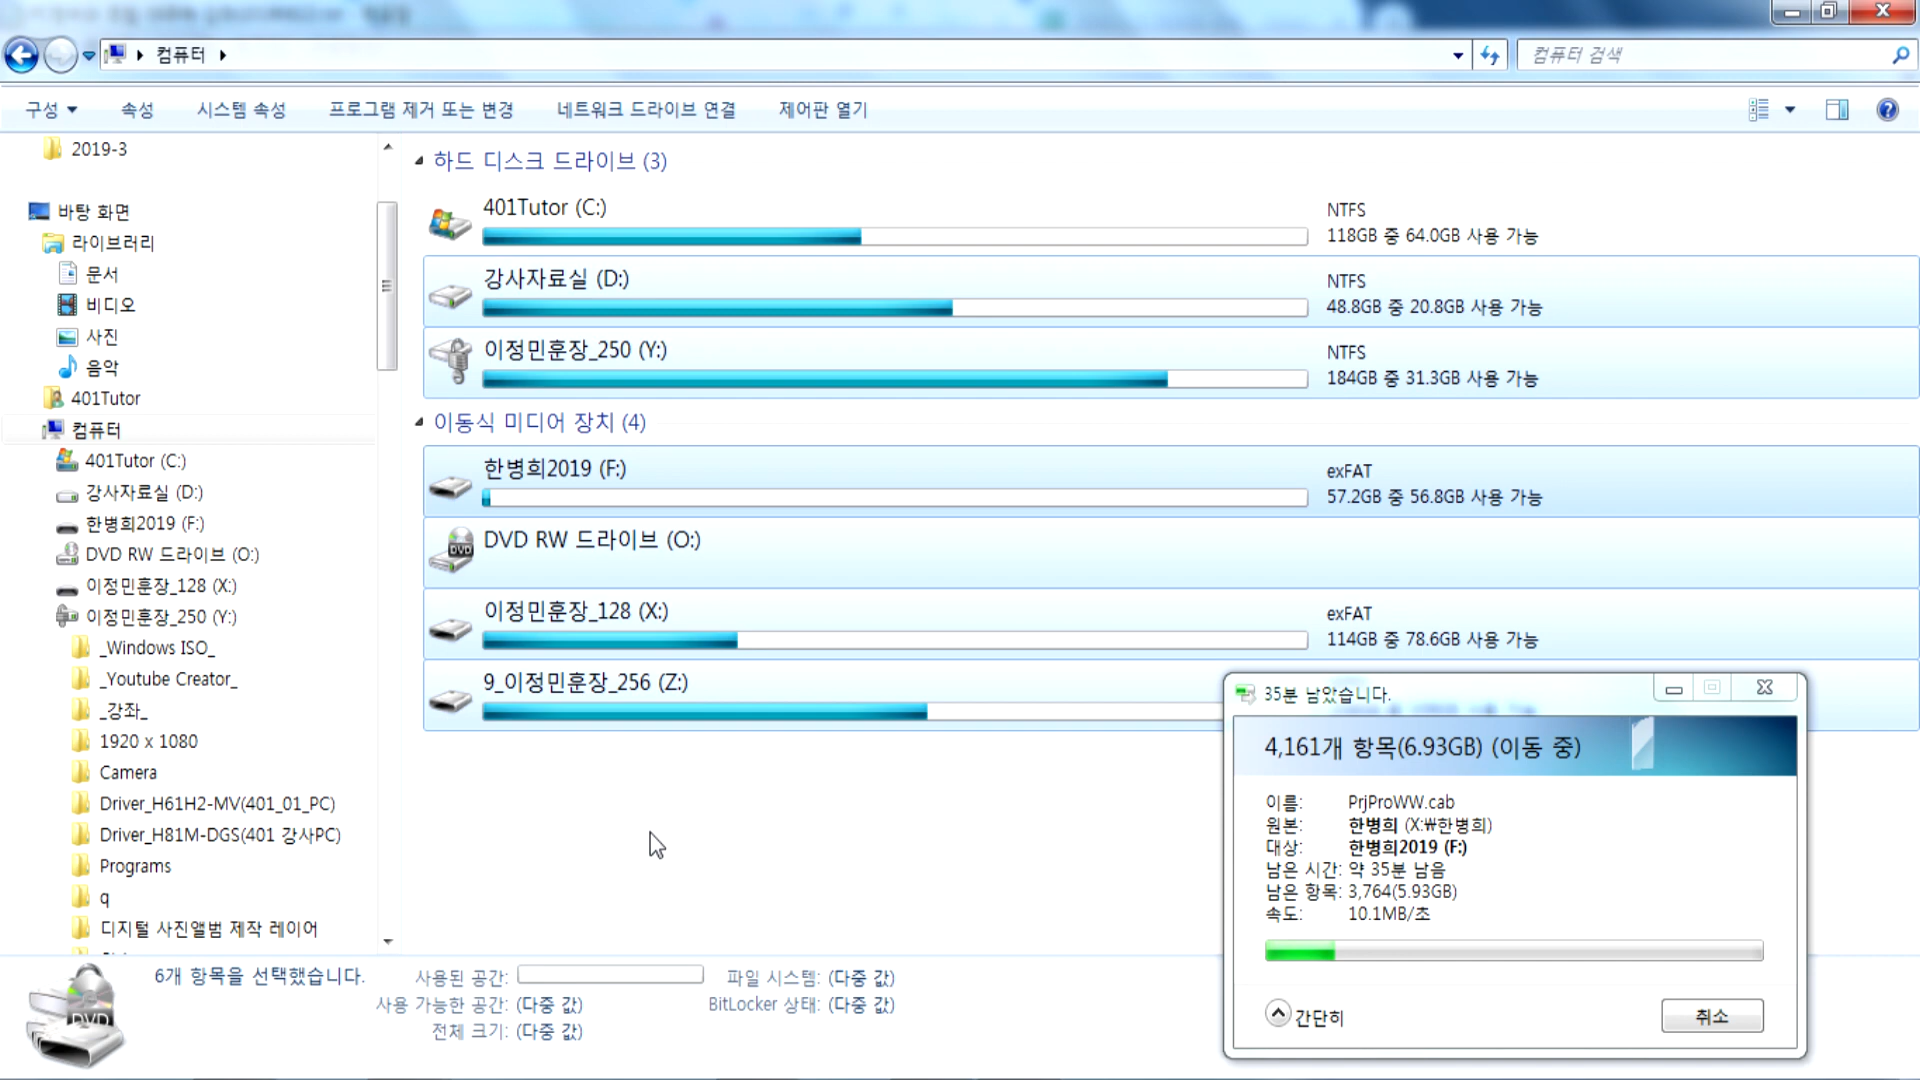 컴퓨터
컴퓨터 검색
구성
속성
시스템 속성
프로그램 제거 또는 변경
네트워크 드라이브 연결
제어판 열기
2019-3
바탕 화면
라이브러리
문서
비디오
사진
음악
401Tutor
컴퓨터
401Tutor (C:)
강사자료실 (D:)
한병희2019 (F:)
DVD RW 드라이브 (O:)
이정민훈장_128 (X:)
이정민훈장_250 (Y:)
_Windows ISO_
_Youtube Creator_
_강좌_
1920 x 1080
Camera
Driver_H61H2-MV(401_01_PC)
Driver_H81M-DGS(401 강사PC)
Programs
q
디지털 사진앨범 제작 레이어
하드 디스크 드라이브 (3)
401Tutor (C:)
NTFS
118GB 중 64.0GB 사용 가능
강사자료실 (D:)
NTFS
48.8GB 중 20.8GB 사용 가능
이정민훈장_250 (Y:)
NTFS
184GB 중 31.3GB 사용 가능
이동식 미디어 장치 (4)
한병희2019 (F:)
exFAT
57.2GB 중 56.8GB 사용 가능
DVD RW 드라이브 (O:)
이정민훈장_128 (X:)
exFAT
114GB 중 78.6GB 사용 가능
9_이정민훈장_256 (Z:)
35분 남았습니다.
4,161개 항목(6.93GB) (이동 중)
이름: PrjProWW.cab
원본: 한병희 (X:₩한병희)
대상: 한병희2019 (F:)
남은 시간: 약 35분 남음
남은 항목: 3,764(5.93GB)
속도: 10.1MB/초
간단히
취소
6개 항목을 선택했습니다.
사용된 공간:
파일 시스템: (다중 값)
사용 가능한 공간: (다중 값)
BitLocker 상태: (다중 값)
전체 크기: (다중 값)
DVD